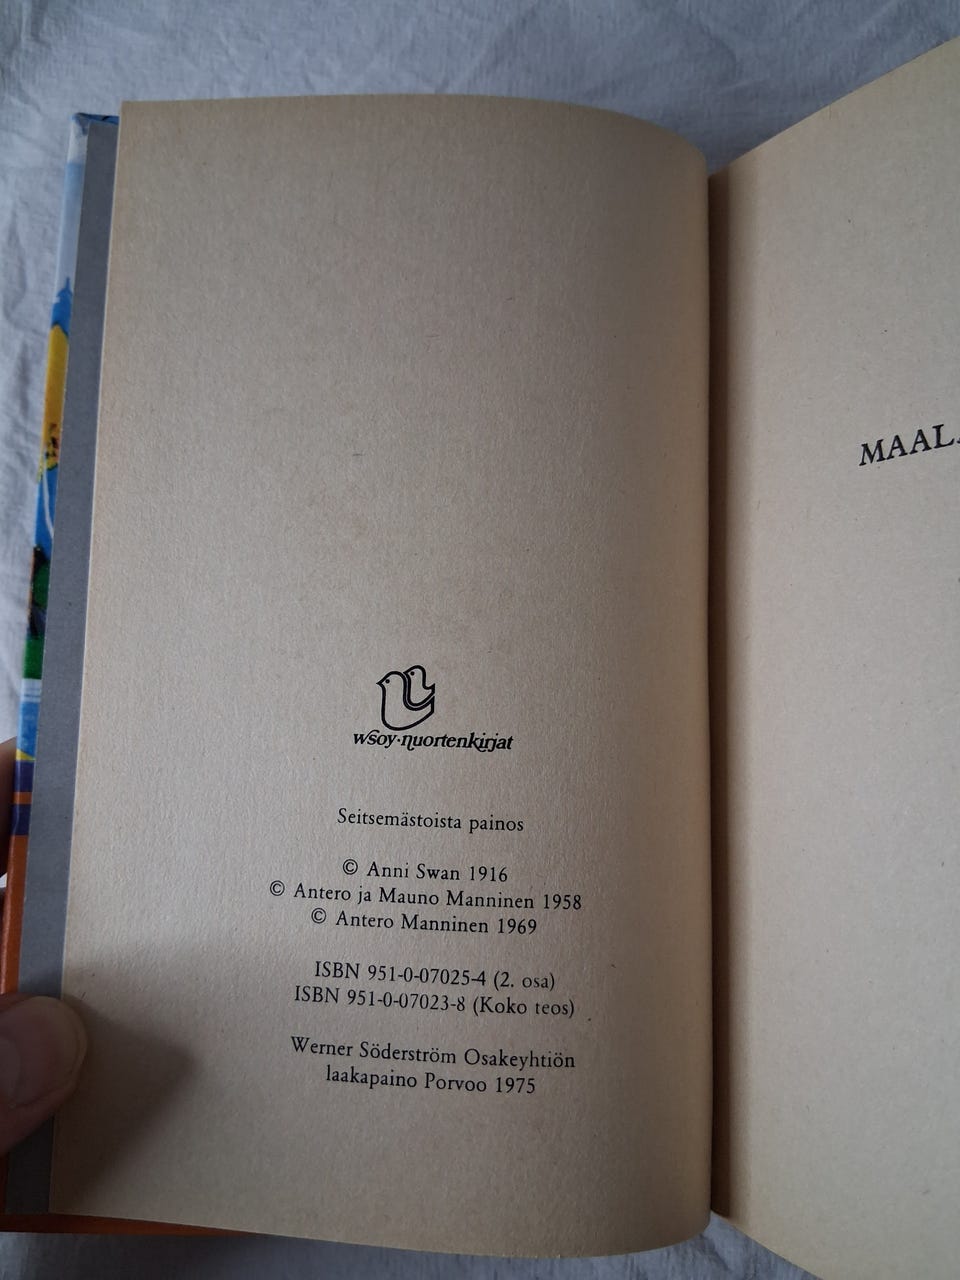 wsoy·nuortenkirjat
Seitsemästoista painos
© Anni Swan 1916
© Antero ja Mauno Manninen 1958
© Antero Manninen 1969
ISBN 951-0-07025-4 (2. osa)
ISBN 951-0-07023-8 (Koko teos)
Werner Söderström Osakeyhtiön
laakapaino Porvoo 1975